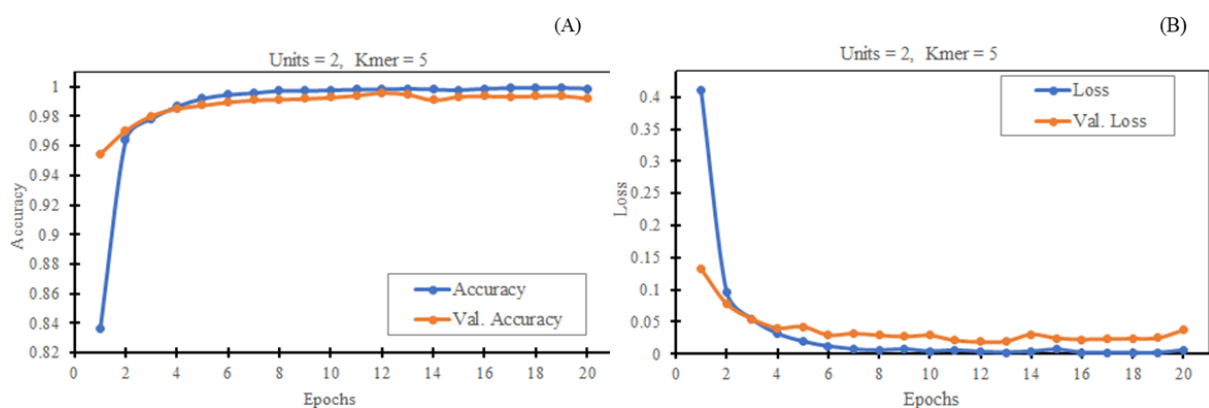 (A)
Units = 2, Kmer = 5
1
0.98
0.96
0.94
0.92
0.9
0.88
0.86
0.84
0.82
Accuracy
Accuracy
Val. Accuracy
0 2 4 6 8 10 12 14 16 18 20
Epochs
(B)
Units = 2, Kmer = 5
0.4
0.35
0.3
0.25
0.2
0.15
0.1
0.05
0
Loss
Loss
Val. Loss
0 2 4 6 8 10 12 14 16 18 20
Epochs